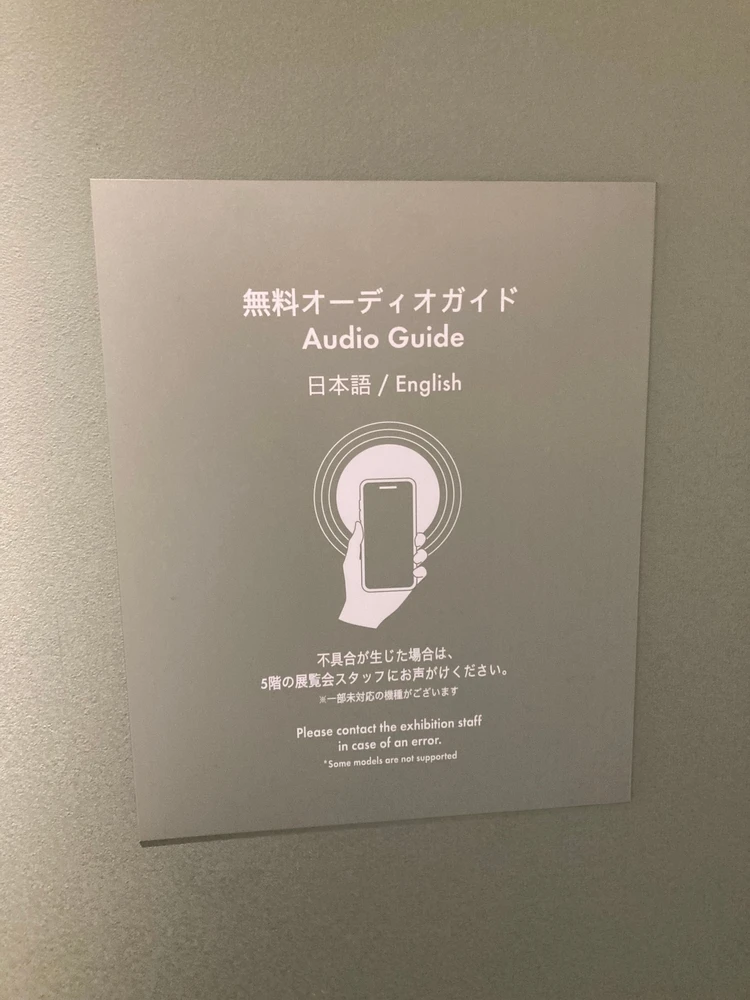 無料オーディオガイド
Audio Guide
日本語 / English
不具合が生じた場合は、
5階の展覧会スタッフにお声がけください。
※一部未対応の機種がございます
Please contact the exhibition staff
in case of an error.
*Some models are not supported